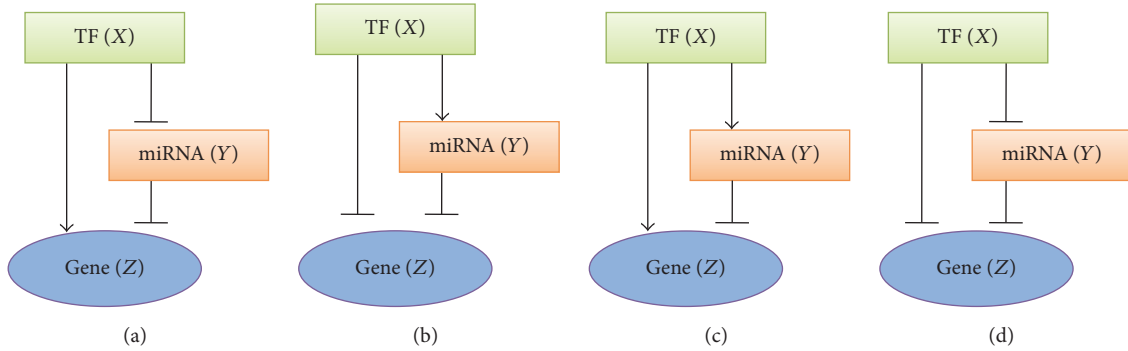 TF (X)
TF (X)
TF (X)
TF (X)
miRNA (Y)
miRNA (Y)
miRNA (Y)
miRNA (Y)
Gene (Z)
Gene (Z)
Gene (Z)
Gene (Z)
(a)
(b)
(c)
(d)